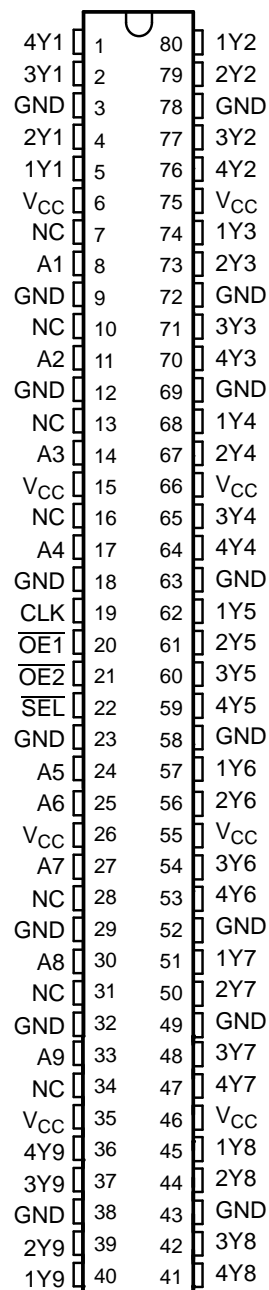 4Y1 1 80 1Y2
3Y1 2 79 2Y2
GND 3 78 GND
2Y1 4 77 3Y2
1Y1 5 76 4Y2
VCC 6 75 VCC
NC 7 74 1Y3
A1 8 73 2Y3
GND 9 72 GND
NC 10 71 3Y3
A2 11 70 4Y3
GND 12 69 GND
NC 13 68 1Y4
A3 14 67 2Y4
VCC 15 66 VCC
NC 16 65 3Y4
A4 17 64 4Y4
GND 18 63 GND
CLK 19 62 1Y5
OE1 20 61 2Y5
OE2 21 60 3Y5
SEL 22 59 4Y5
GND 23 58 GND
A5 24 57 1Y6
A6 25 56 2Y6
VCC 26 55 VCC
A7 27 54 3Y6
NC 28 53 4Y6
GND 29 52 GND
A8 30 51 1Y7
NC 31 50 2Y7
GND 32 49 GND
A9 33 48 3Y7
NC 34 47 4Y7
VCC 35 46 VCC
4Y9 36 45 1Y8
3Y9 37 44 2Y8
GND 38 43 GND
2Y9 39 42 3Y8
1Y9 40 41 4Y8